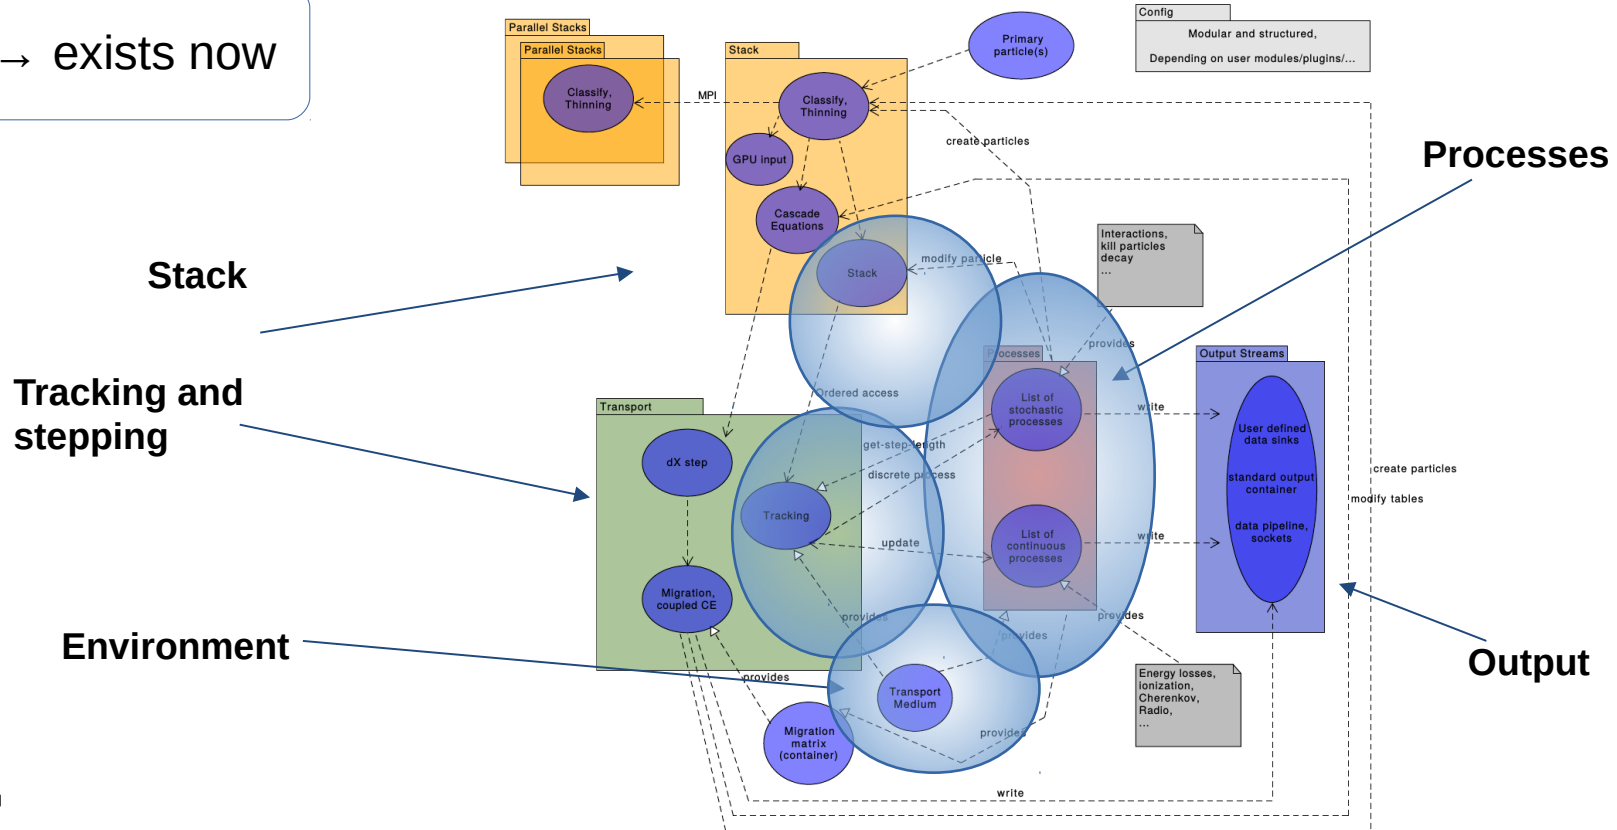 → exists now
Parallel Stacks
Parallel Stacks
Classify,
Thinning
MPI
Stack
Classify,
Thinning
GPU input
Cascade
Equations
Stack
Primary
particle(s)
Config
Modular and structured,
Depending on user modules/plugins/...
create particles
Processes
Interactions,
kill particles
decay
...
modify particle
Stack
provides
Processes
Output Streams
Tracking and
stepping
Ordered access
Transport
List of
stochastic
processes
write
User defined
data sinks
standard output
container
data pipeline,
sockets
get-step-length
discrete process
dX step
Tracking
create particles
modify tables
update
List of
continuous
processes
write
Migration,
coupled CE
provides
provides
provides
Environment
Output
provides
Transport
Medium
Energy losses,
ionization,
Cherenkov,
Radio,
...
Migration
matrix
(container)
provides
write